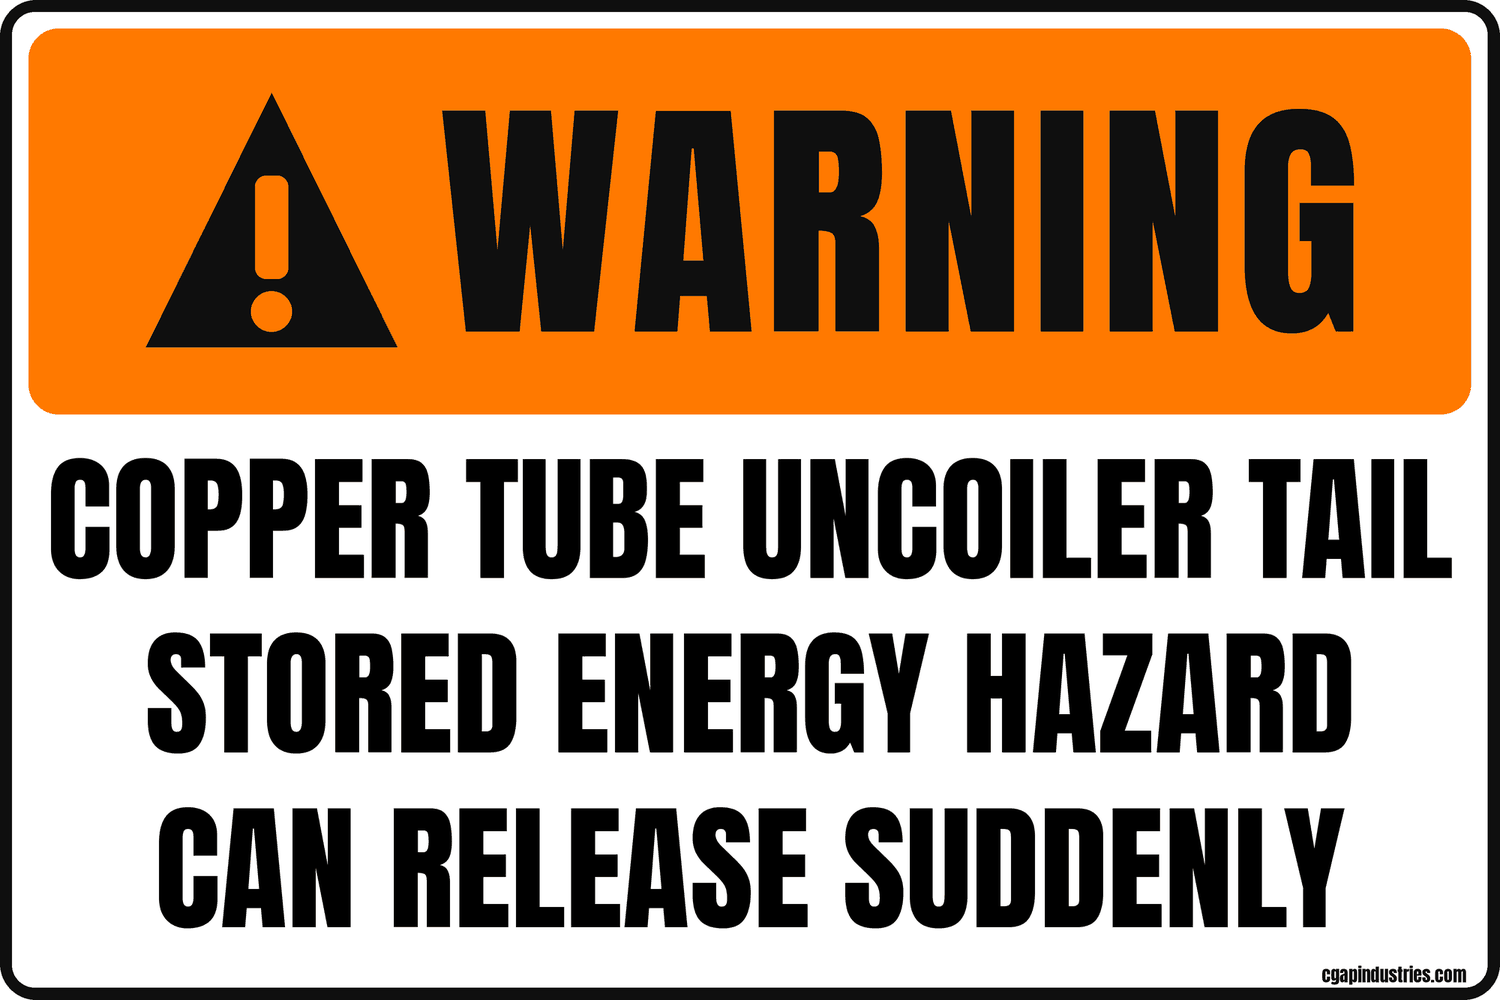 WARNING
COPPER TUBE UNCOILER TAIL
STORED ENERGY HAZARD
CAN RELEASE SUDDENLY
cgapindustries.com